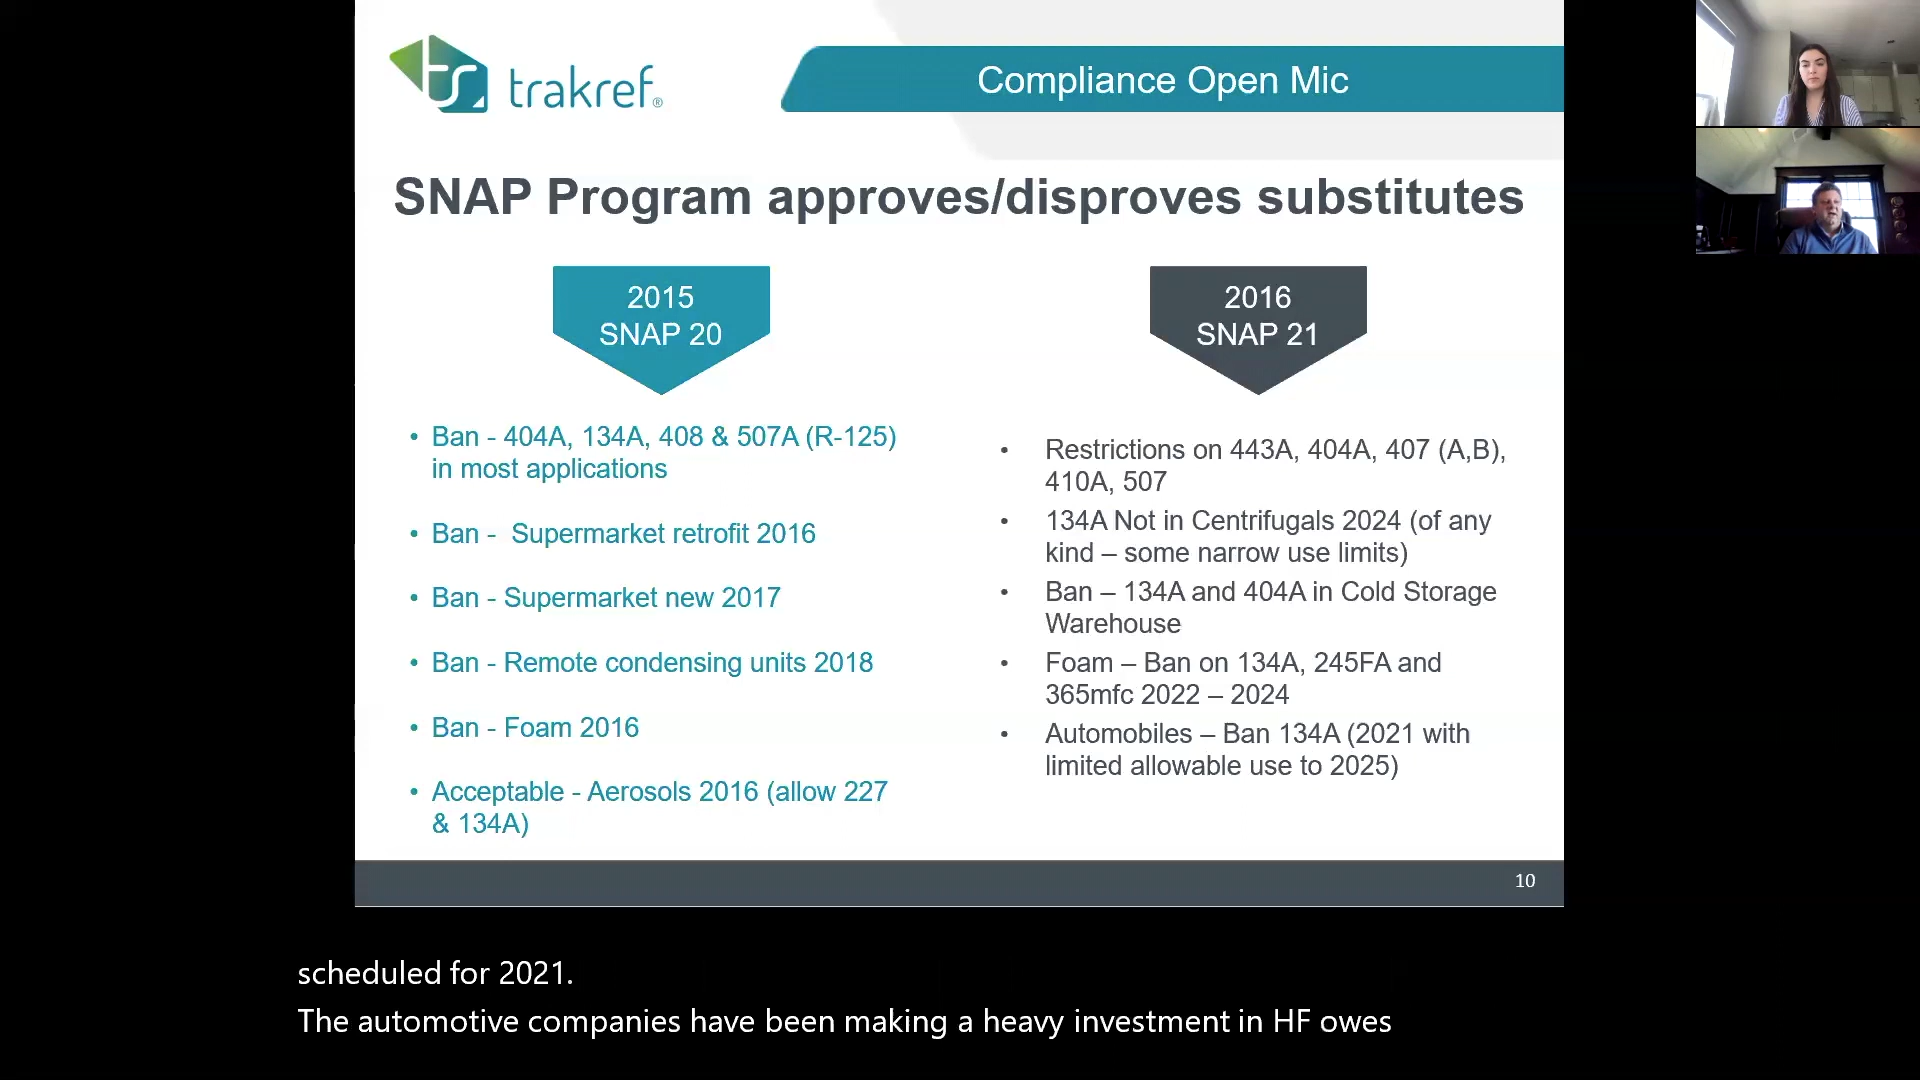 trakref®
Compliance Open Mic
SNAP Program approves/disproves substitutes
2015
SNAP 20
• Ban - 404A, 134A, 408 & 507A (R-125)
in most applications
• Ban -  Supermarket retrofit 2016
• Ban - Supermarket new 2017
• Ban - Remote condensing units 2018
• Ban - Foam 2016
• Acceptable - Aerosols 2016 (allow 227
& 134A)
2016
SNAP 21
• Restrictions on 443A, 404A, 407 (A,B),
410A, 507
• 134A Not in Centrifugals 2024 (of any
kind – some narrow use limits)
• Ban – 134A and 404A in Cold Storage
Warehouse
• Foam – Ban on 134A, 245FA and
365mfc 2022 – 2024
• Automobiles – Ban 134A (2021 with
limited allowable use to 2025)
10
scheduled for 2021.
The automotive companies have been making a heavy investment in HF owes